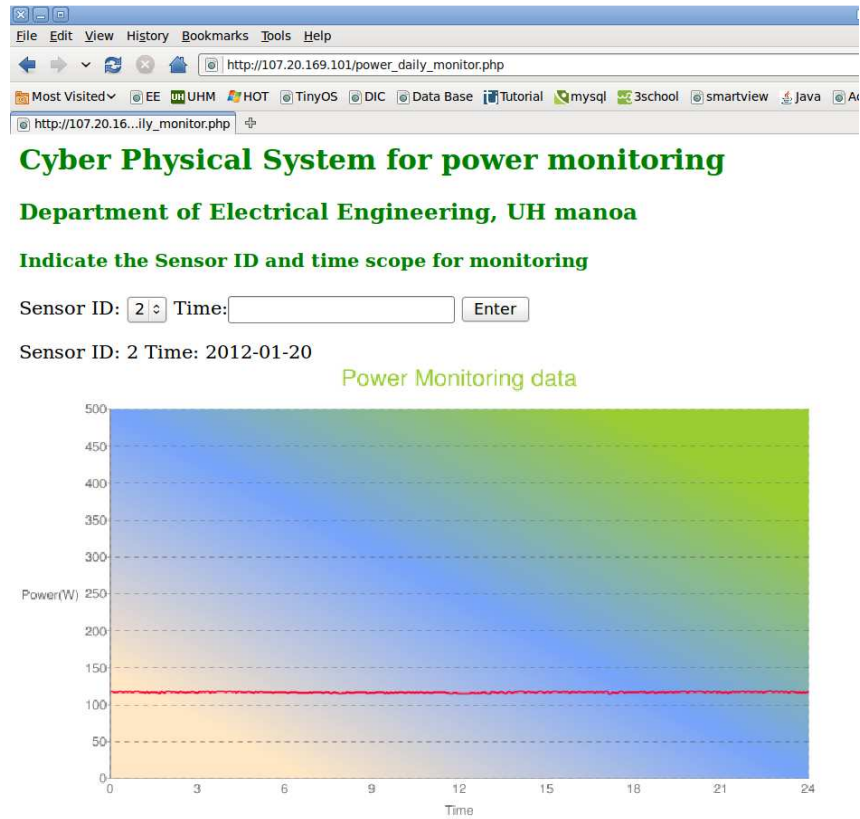 File Edit View History Bookmarks Tools Help
http://107.20.169.101/power_daily_monitor.php
Most Visited EE UH UHM HOT TinyOS DIC Data Base Tutorial mysql 3school smartview Java
http://107.20.16...ily_monitor.php
Cyber Physical System for power monitoring
Department of Electrical Engineering, UH manoa
Indicate the Sensor ID and time scope for monitoring
Sensor ID: 2 Time: Enter
Sensor ID: 2 Time: 2012-01-20
Power Monitoring data
500
450
400
350
300
Power(W) 250
200
150
100
50
0
0 3 6 9 12 15 18 21 24
Time